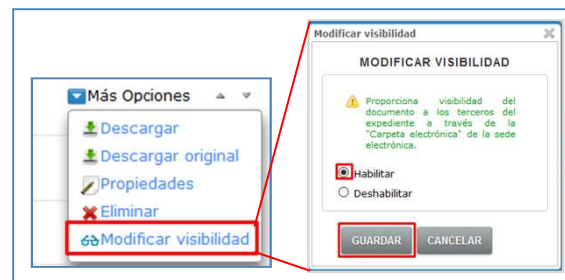 Más Opciones
Descargar
Descargar original
Propiedades
Eliminar
Modificar visibilidad
Modificar visibilidad
MODIFICAR VISIBILIDAD
Proporciona visibilidad del
documento a los terceros del
expediente a través de la
"Carpeta electrónica" de la sede
electrónica.
Habilitar
Deshabilitar
GUARDAR CANCELAR